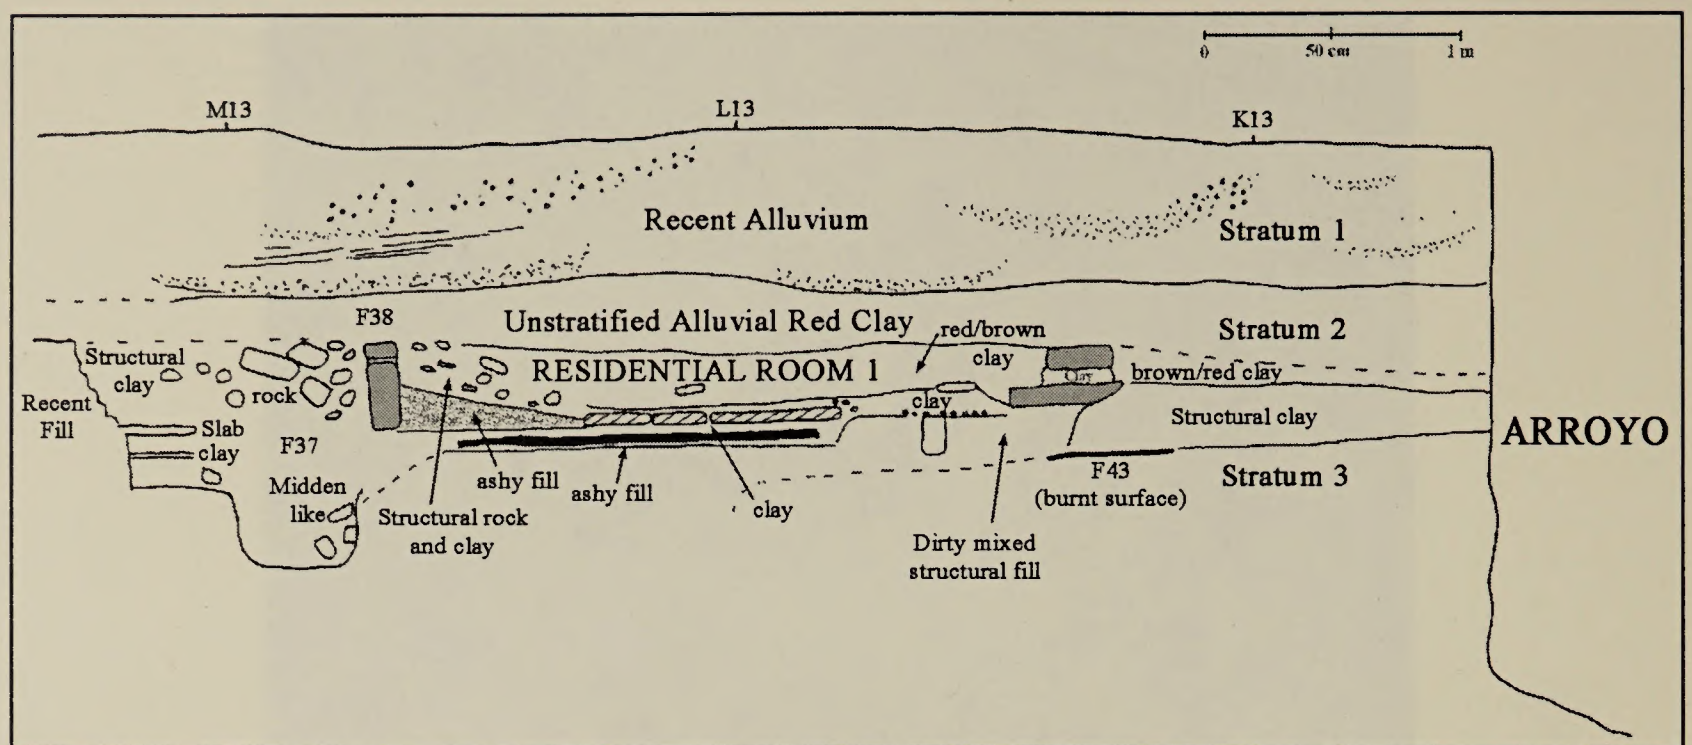 0 50 cm 1 m
M13 L13 K13
Recent Alluvium
Stratum 1
F38
Unstratified Alluvial Red Clay
red/brown
clay
Stratum 2
Structural
clay
rock
RESIDENTIAL ROOM 1
Clay
brown/red clay
clay
Recent
Fill
Slab
clay
F37
Structural clay
ARROYO
Midden
like
ashy fill
ashy fill
clay
F43
(burnt surface)
Stratum 3
Structural rock
and clay
Dirty mixed
structural fill